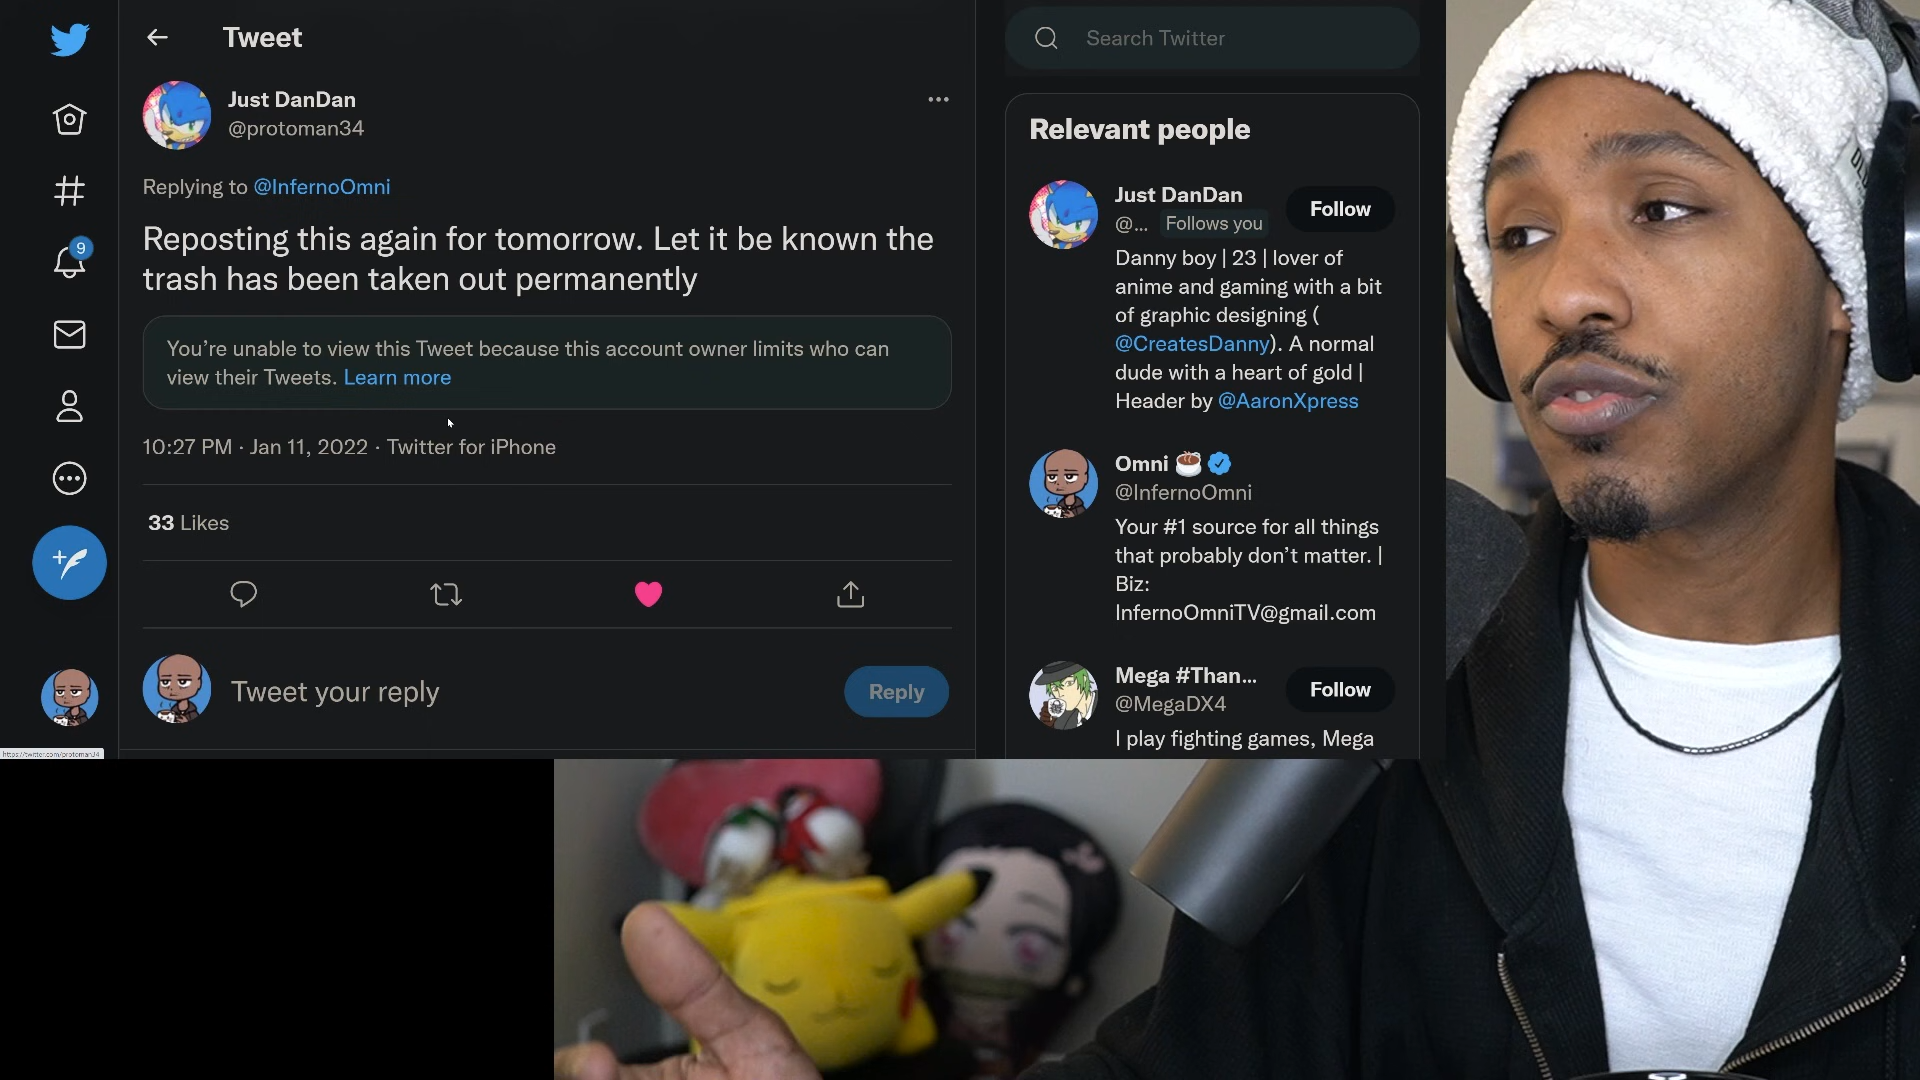 Tweet
Just DanDan
@protoman34
Replying to @InfernoOmni
Reposting this again for tomorrow. Let it be known the
trash has been taken out permanently
You're unable to view this Tweet because this account owner limits who can
view their Tweets. Learn more
10:27 PM · Jan 11, 2022 · Twitter for iPhone
33 Likes
Tweet your reply
Reply
9
https://twitter.com/protoman34
Search Twitter
Relevant people
Just DanDan
Follow
@... Follows you
Danny boy | 23 | lover of
anime and gaming with a bit
of graphic designing (
@CreatesDanny). A normal
dude with a heart of gold |
Header by @AaronXpress
Omni
@InfernoOmni
Your #1 source for all things
that probably don't matter. |
Biz:
InfernoOmniTV@gmail.com
Mega #Than...
Follow
@MegaDX4
I play fighting games, Mega